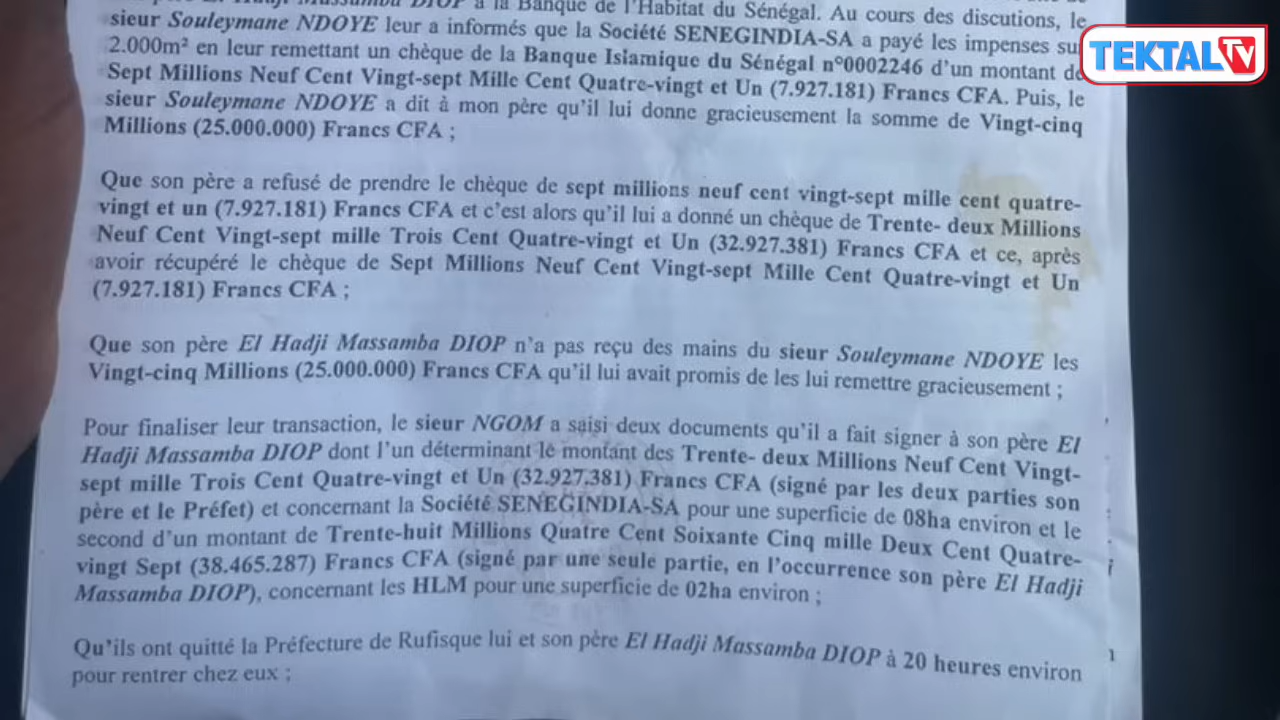 DIOP à la Banque de l'Habitat du Sénégal. Au cours des discutions, le
sieur Souleymane NDOYE leur a informés que la Société SENEGINDIA-SA a payé les impenses sur
TEKTAL TV
2.000m² en leur remettant un chèque de la Banque Islamique du Sénégal n°0002246 d'un montant de
Sept Millions Neuf Cent Vingt-sept Mille Cent Quatre-vingt et Un (7.927.181) Francs CFA. Puis, le
sieur Souleymane NDOYE a dit à mon père qu'il lui donne gracieusement la somme de Vingt-cinq
Millions (25.000.000) Francs CFA ;
Que son père a refusé de prendre le chèque de sept millions neuf cent vingt-sept mille cent quatre-
vingt et un (7.927.181) Francs CFA et c'est alors qu'il lui a donné un chèque de Trente- deux Millions
Neuf Cent Vingt-sept mille Trois Cent Quatre-vingt et Un (32.927.381) Francs CFA et ce, après
avoir récupéré le chèque de Sept Millions Neuf Cent Vingt-sept Mille Cent Quatre-vingt et Un
(7.927.181) Francs CFA ;
Que son père El Hadji Massamba DIOP n'a pas reçu des mains du sieur Souleymane NDOYE les
Vingt-cinq Millions (25.000.000) Francs CFA qu'il lui avait promis de les lui remettre gracieusement ;
Pour finaliser leur transaction, le sieur NGOM a saisi deux documents qu'il a fait signer à son père El
Hadji Massamba DIOP dont l'un déterminant le montant des Trente- deux Millions Neuf Cent Vingt-
sept mille Trois Cent Quatre-vingt et Un (32.927.381) Francs CFA (signé par les deux parties son
père et le Préfet) et concernant la Société SENEGINDIA-SA pour une superficie de 08ha environ et le
second d'un montant de Trente-huit Millions Quatre Cent Soixante Cinq mille Deux Cent Quatre-
vingt Sept (38.465.287) Francs CFA (signé par une seule partie, en l'occurrence son père El Hadji
Massamba DIOP), concernant les HLM pour une superficie de 02ha environ ;
Qu'ils ont quitté la Préfecture de Rufisque lui et son père El Hadji Massamba DIOP à 20 heures environ
pour rentrer chez eux ;